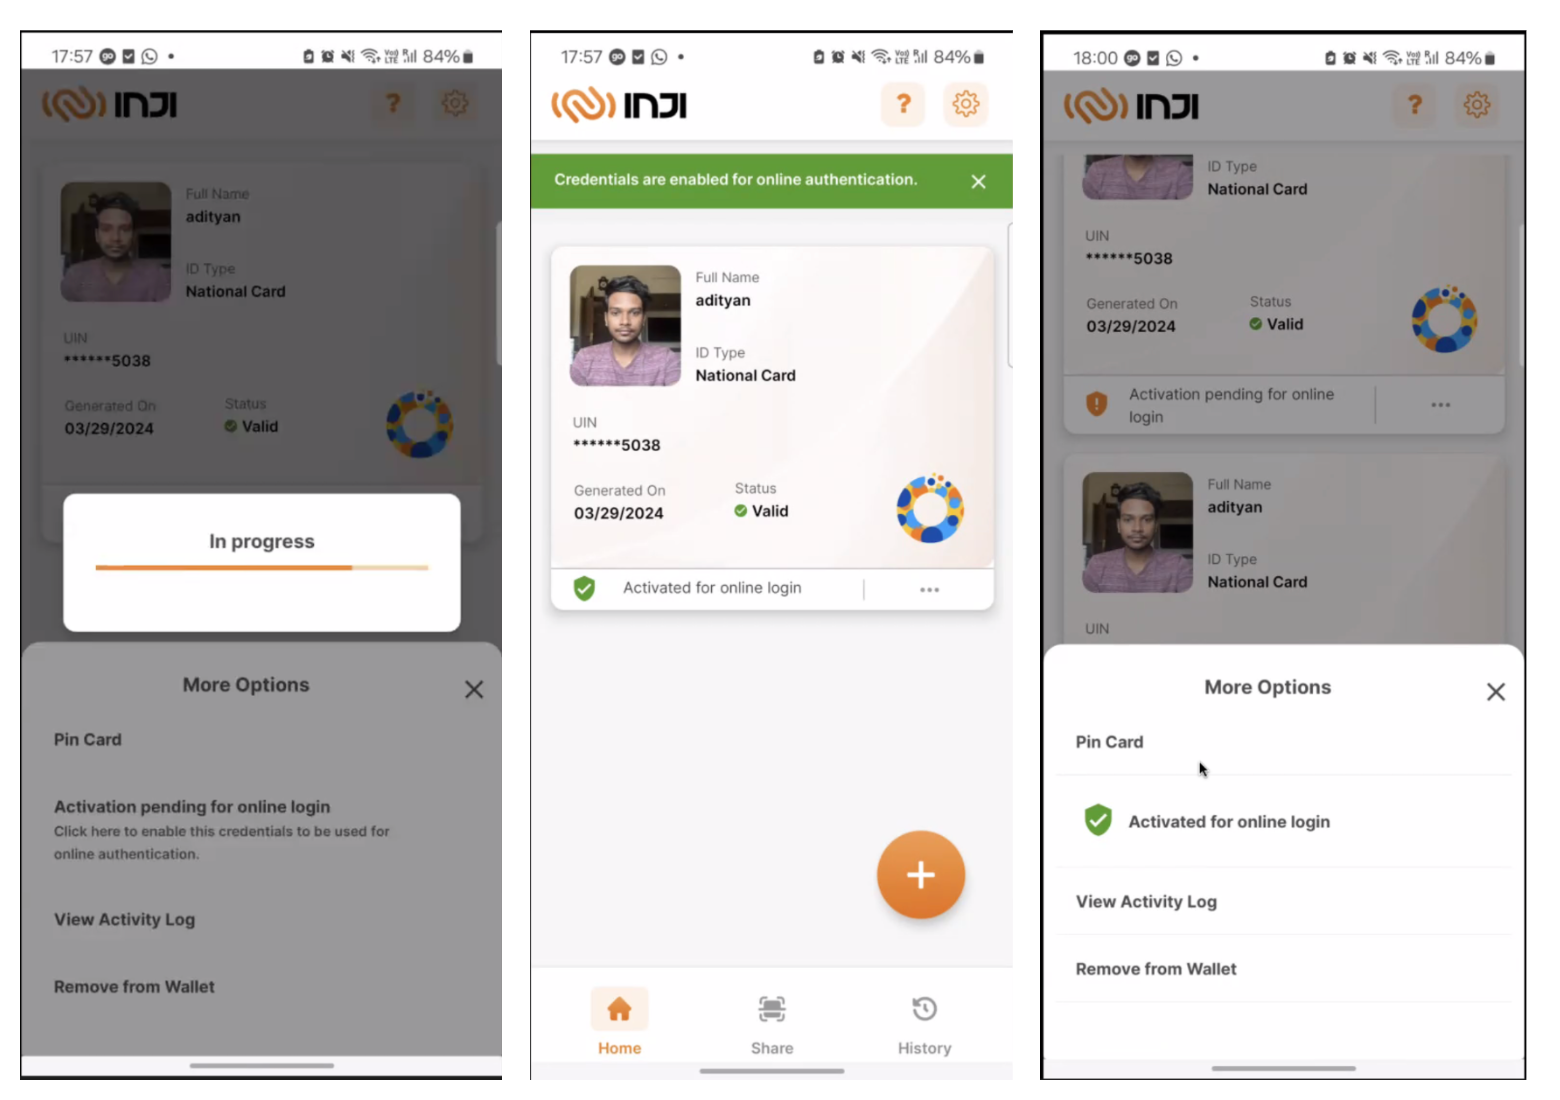 17:57
84%
INJI
?
Full Name
adityan
ID Type
National Card
UIN
******5038
Generated On
Status
03/29/2024
Valid
In progress
More Options
Pin Card
Activation pending for online login
Click here to enable this credentials to be used for
online authentication.
View Activity Log
Remove from Wallet
17:57
84%
INJI
?
Credentials are enabled for online authentication.
Full Name
adityan
ID Type
National Card
UIN
******5038
Generated On
Status
03/29/2024
Valid
Activated for online login
Home
Share
History
18:00
84%
INJI
?
ID Type
National Card
UIN
******5038
Generated On
Status
03/29/2024
Valid
Activation pending for online
login
Full Name
adityan
ID Type
National Card
UIN
More Options
Pin Card
Activated for online login
View Activity Log
Remove from Wallet